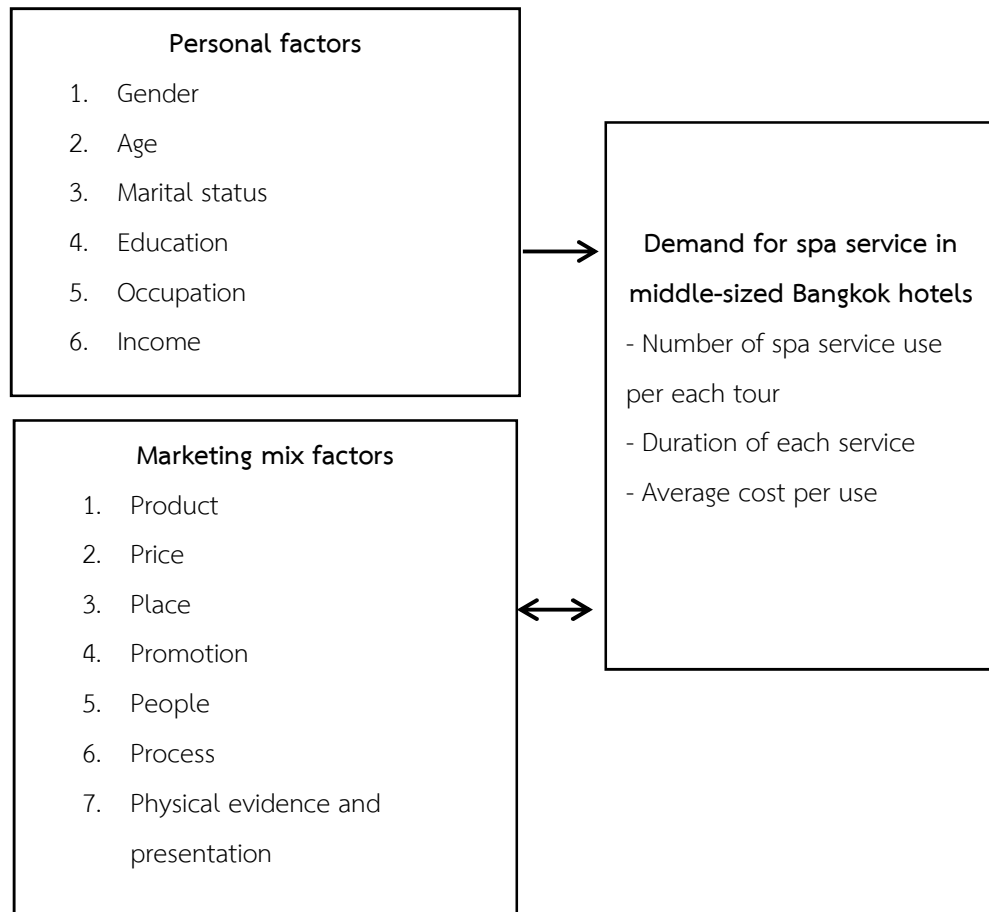 Personal factors
1. Gender
2. Age
3. Marital status
4. Education
5. Occupation
6. Income
Marketing mix factors
1. Product
2. Price
3. Place
4. Promotion
5. People
6. Process
7. Physical evidence and
presentation
Demand for spa service in
middle-sized Bangkok hotels
- Number of spa service use
per each tour
- Duration of each service
- Average cost per use